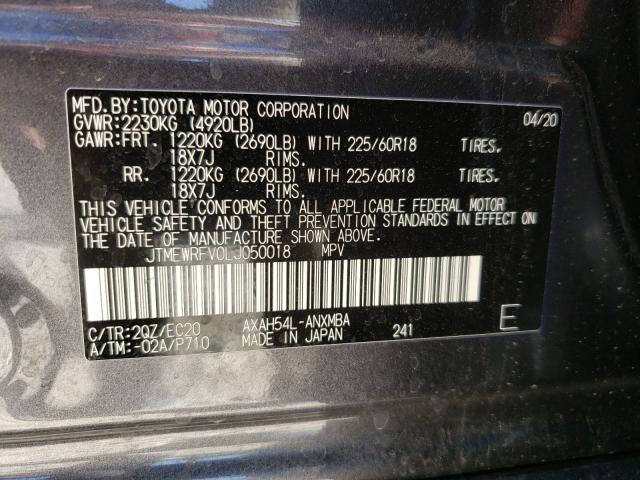 MFD.BY:TOYOTA MOTOR CORPORATION 04/20
GVWR:2230KG (4920LB)
GAWR:FRT. 1220KG (2690LB) WITH 225/60R18 TIRES.
18X7J RIMS.
RR. 1220KG (2690LB) WITH 225/60R18 TIRES.
18X7J RIMS.
THIS VEHICLE CONFORMS TO ALL APPLICABLE FEDERAL MOTOR
VEHICLE SAFETY AND THEFT PREVENTION STANDARDS IN EFFECT ON
THE DATE OF MANUFACTURE SHOWN ABOVE.
JTMEWRFV0LJ050018 MPV
C/TR:2QZ/EC20 AXAH54L-ANXMBA
A/TM:-02A/P710 MADE IN JAPAN 241 E